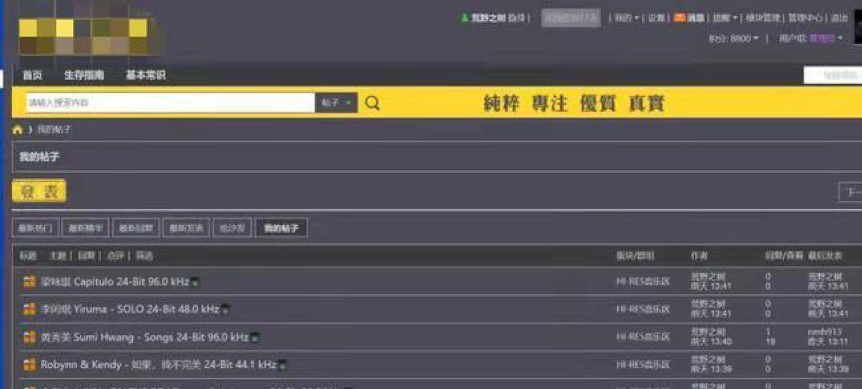 荒野之树 隐身 | 我的 | 设置 | 消息 | 提醒 | 模块管理 | 管理中心 | 退出
积分: 8800 | 用户组: 管理员
首页 生存指南 基本常识
请输入搜索内容 帖子 純粹 專注 優質 真實
我的帖子
我的帖子
發表
下一
最新热门 最新精华 最新回复 最新发表 抢沙发 我的帖子
标题 主题 | 回复 | 点评 | 筛选 版块/群组 作者 回复/查看 最后发表
梁咏琪 Capitulo 24-Bit 96.0 kHz HI-RES音乐区 荒野之树 0 荒野之树
前天 13:41 0 前天 13:41
李闰珉 Yiruma - SOLO 24-Bit 48.0 kHz HI-RES音乐区 荒野之树 0 荒野之树
前天 13:41 0 前天 13:41
黄秀美 Sumi Hwang - Songs 24-Bit 96.0 kHz HI-RES音乐区 荒野之树 1
前天 13:40 19 昨天 13:11
Robynn & Kendy - 如果，烧不完美 24-Bit 44.1 kHz HI-RES音乐区 荒野之树 0 荒野之树
前天 13:39 0 前天 13:39